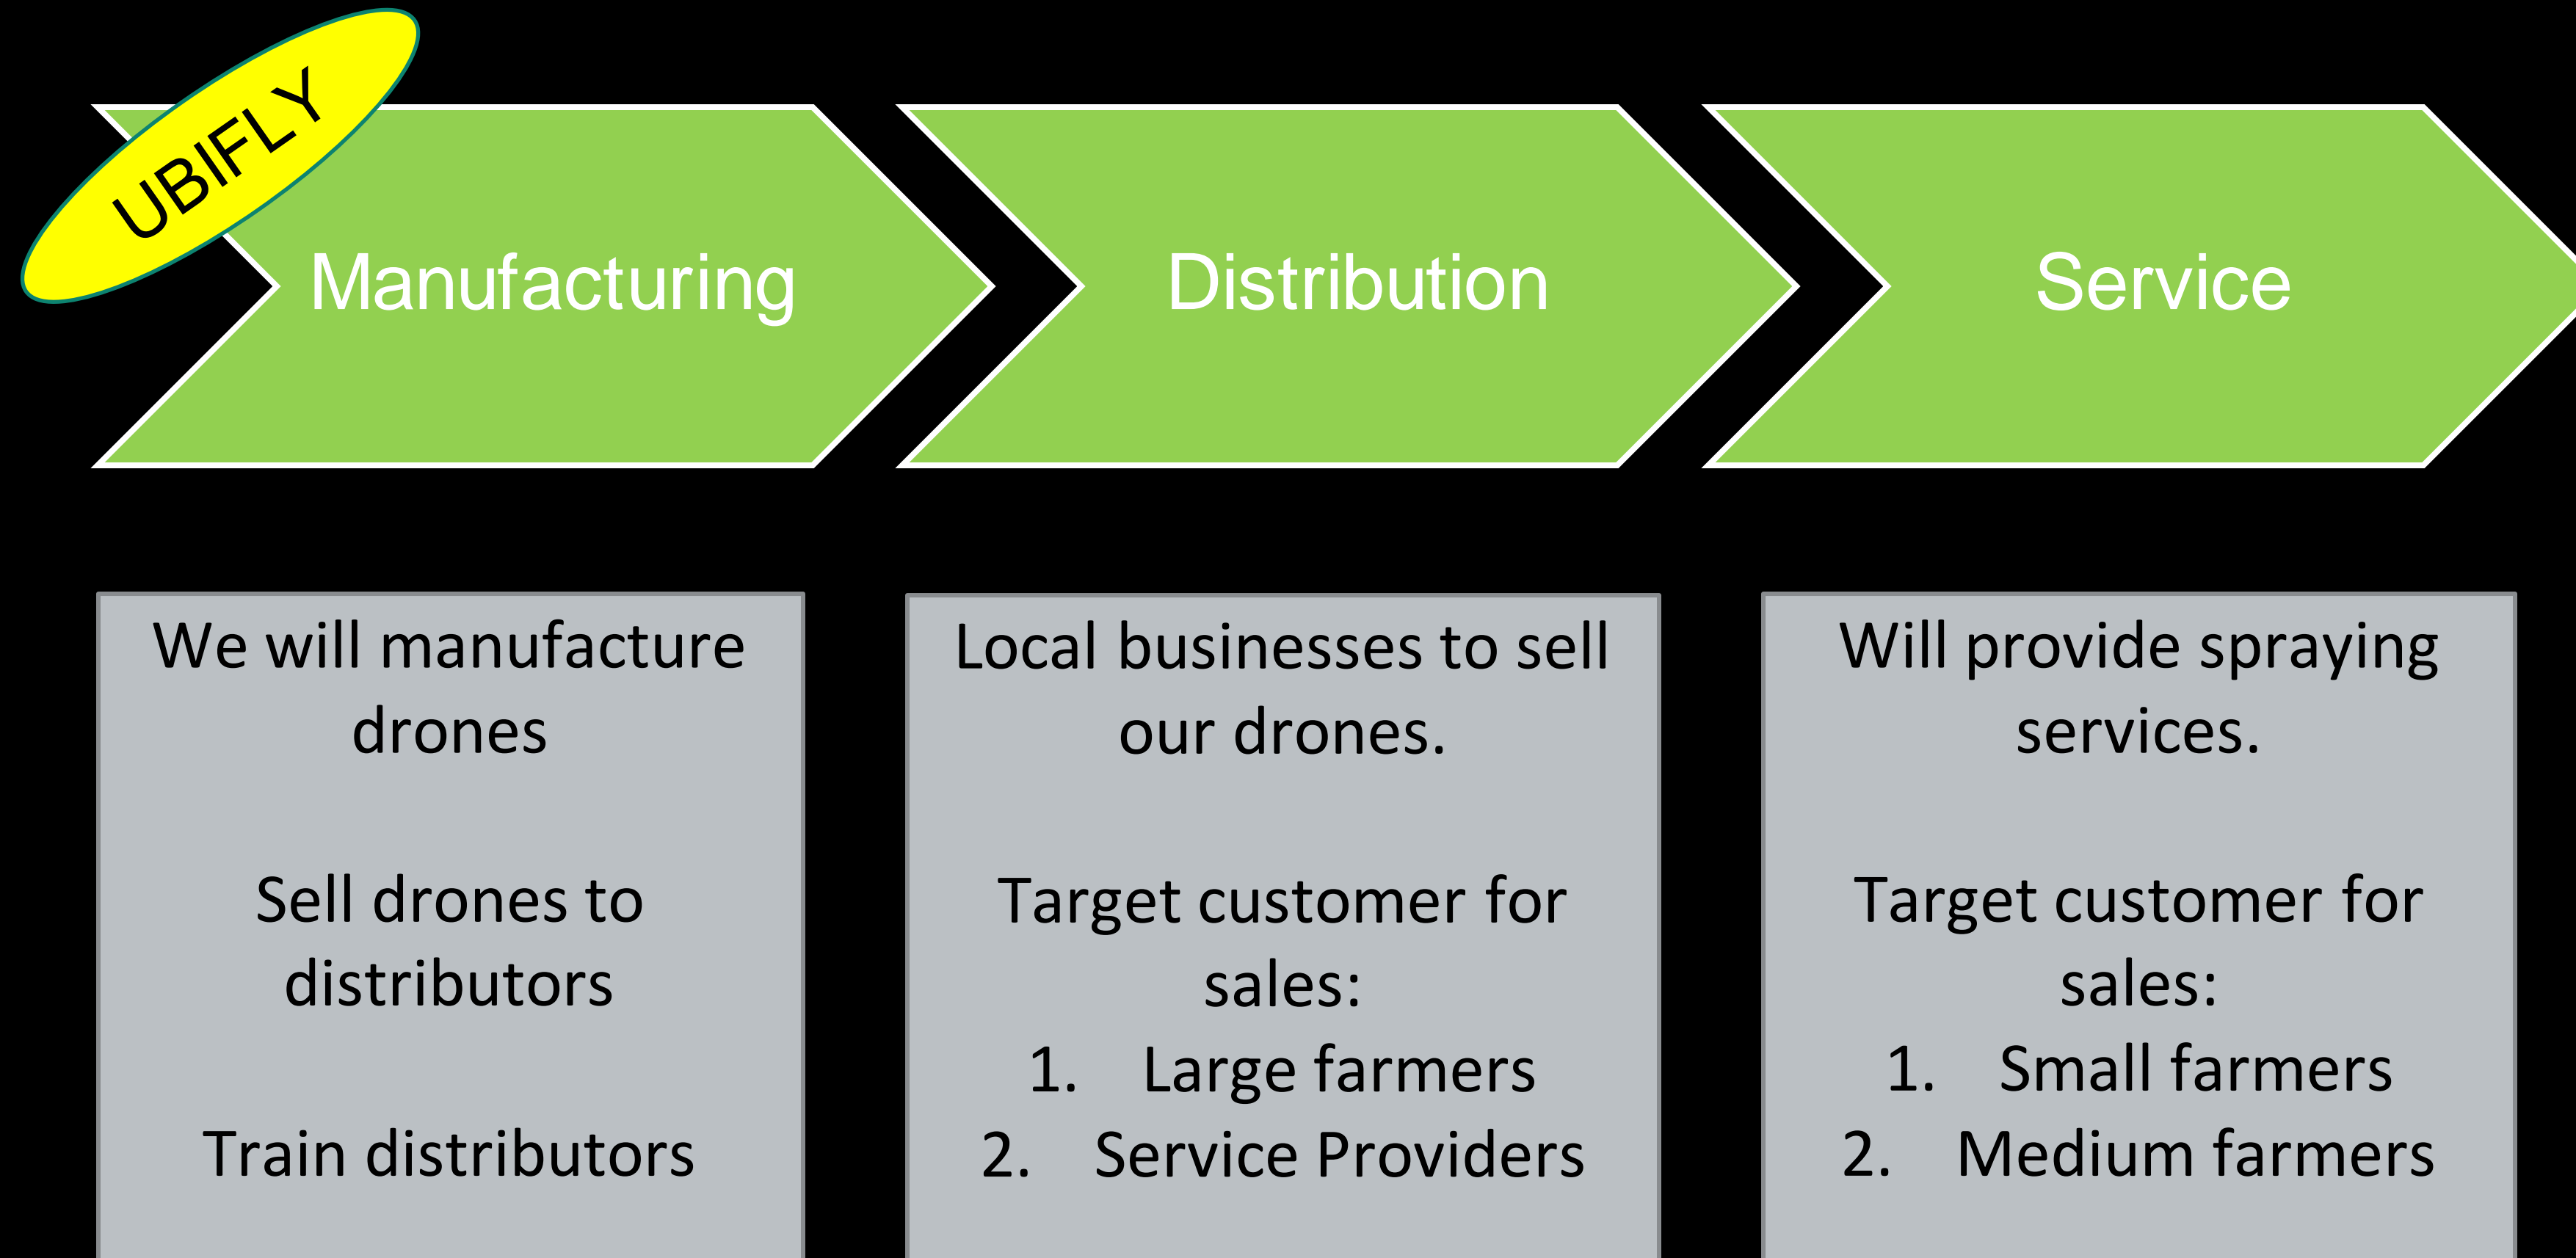 UBIFLY
Manufacturing
Distribution
Service
We will manufacture
drones
Sell drones to
distributors
Train distributors
Local businesses to sell
our drones.
Target customer for
sales:
1. Large farmers
2. Service Providers
Will provide spraying
services.
Target customer for
sales:
1. Small farmers
2. Medium farmers